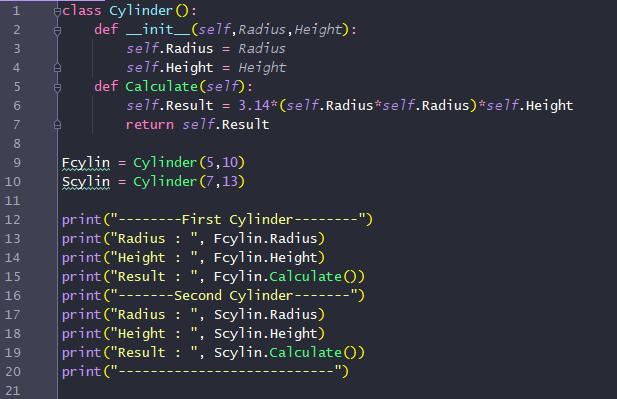 1 class Cylinder():
2     def __init__(self,Radius,Height):
3         self.Radius = Radius
4         self.Height = Height
5     def Calculate(self):
6         self.Result = 3.14*(self.Radius*self.Radius)*self.Height
7         return self.Result
8
9 Fcylin = Cylinder(5,10)
10 Scylin = Cylinder(7,13)
11
12 print("--------First Cylinder--------")
13 print("Radius : ", Fcylin.Radius)
14 print("Height : ", Fcylin.Height)
15 print("Result : ", Fcylin.Calculate())
16 print("-------Second Cylinder-------")
17 print("Radius : ", Scylin.Radius)
18 print("Height : ", Scylin.Height)
19 print("Result : ", Scylin.Calculate())
20 print("---------------------------")
21